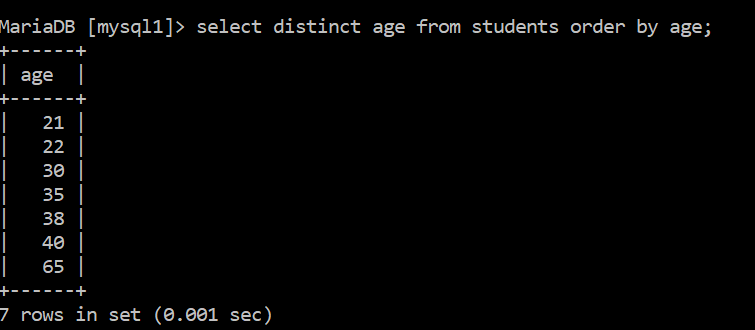 MariaDB [mysql1]> select distinct age from students order by age;
+------+
| age  |
+------+
|   21 |
|   22 |
|   30 |
|   35 |
|   38 |
|   40 |
|   65 |
+------+
7 rows in set (0.001 sec)